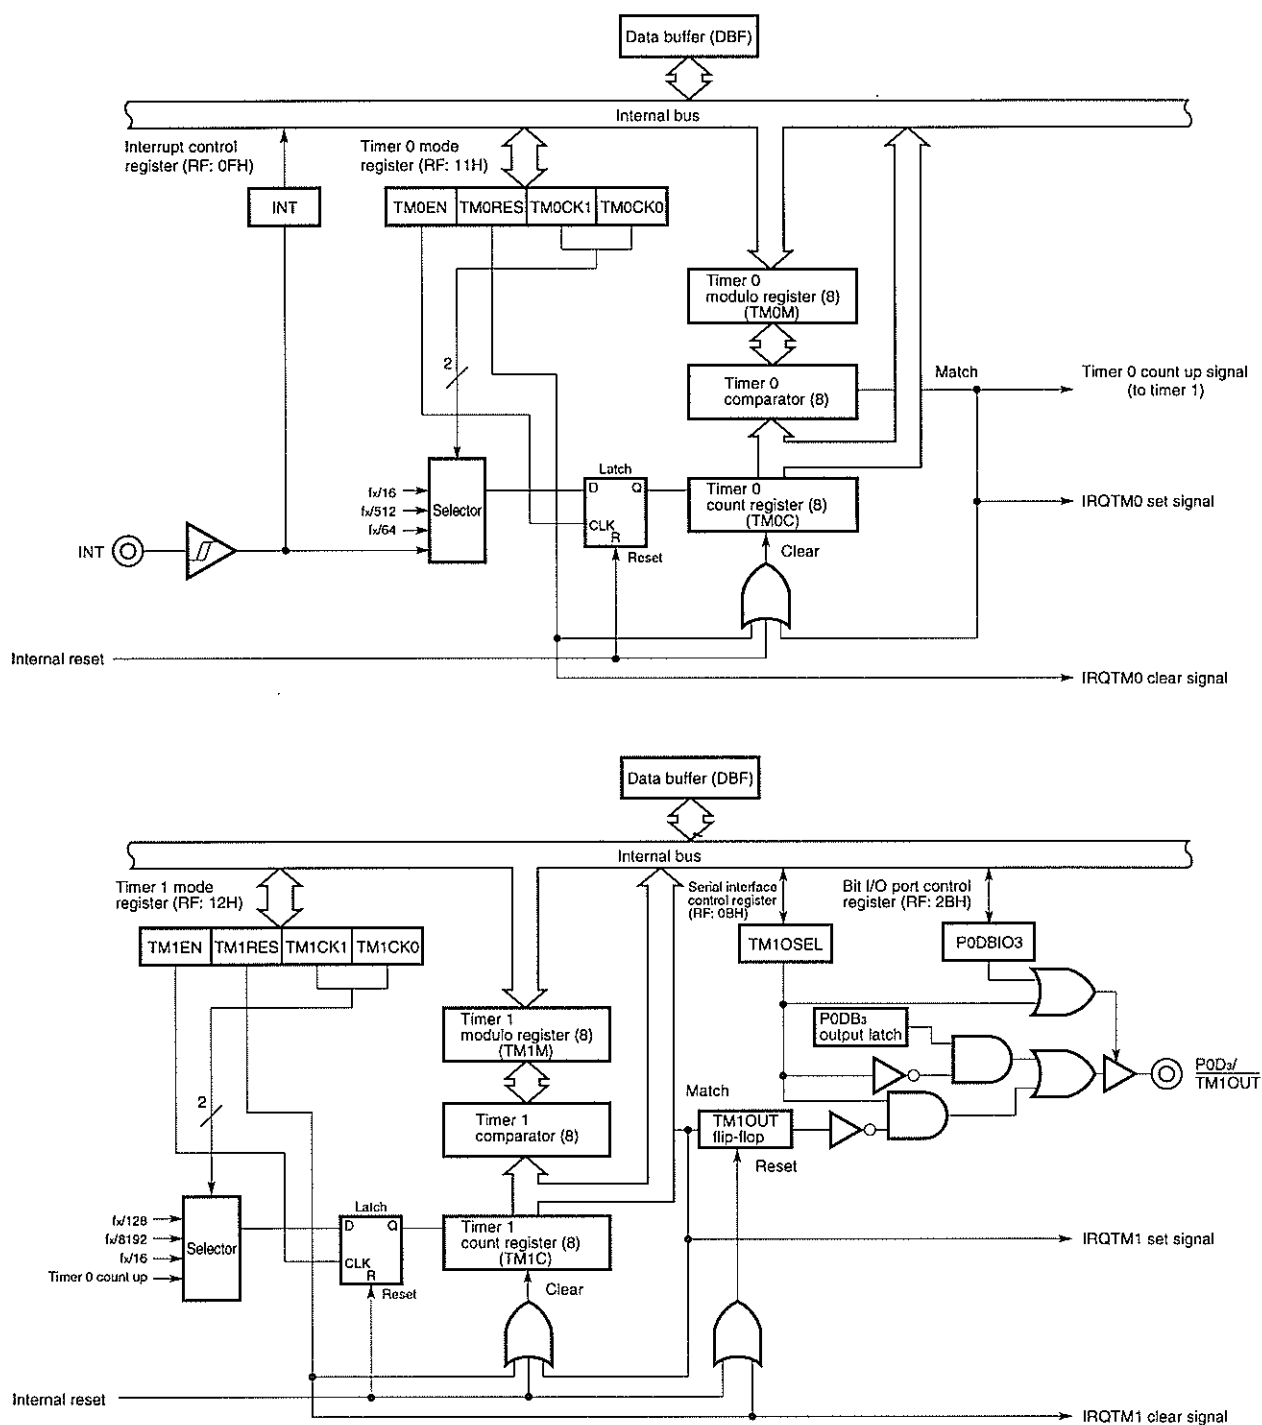 Data buffer (DBF)
Internal bus
Interrupt control
register (RF: 0FH)
Timer 0 mode
register (RF: 11H)
INT
TM0EN TM0RES TM0CK1 TM0CK0
Timer 0
modulo register (8)
(TM0M)
2
Timer 0
comparator (8)
Match
Timer 0 count up signal
(to timer 1)
Latch
fx/16
fx/512
fx/64
Selector
D Q
CLK
R
Reset
Timer 0
count register (8)
(TM0C)
IRQTM0 set signal
INT
Clear
Internal reset
IRQTM0 clear signal
Data buffer (DBF)
Internal bus
Timer 1 mode
register (RF: 12H)
Serial interface
control register
(RF: 0BH)
Bit I/O port control
register (RF: 2BH)
TM1EN TM1RES TM1CK1 TM1CK0
TM1OSEL
P0DBIO3
Timer 1
modulo register (8)
(TM1M)
P0DB3
output latch
P0D3/
TM1OUT
2
Timer 1
comparator (8)
Match
TM1OUT
flip-flop
Reset
Latch
fx/128
fx/8192
fx/16
Timer 0 count up
Selector
D Q
CLK
R
Reset
Timer 1
count register (8)
(TM1C)
IRQTM1 set signal
Clear
Internal reset
IRQTM1 clear signal